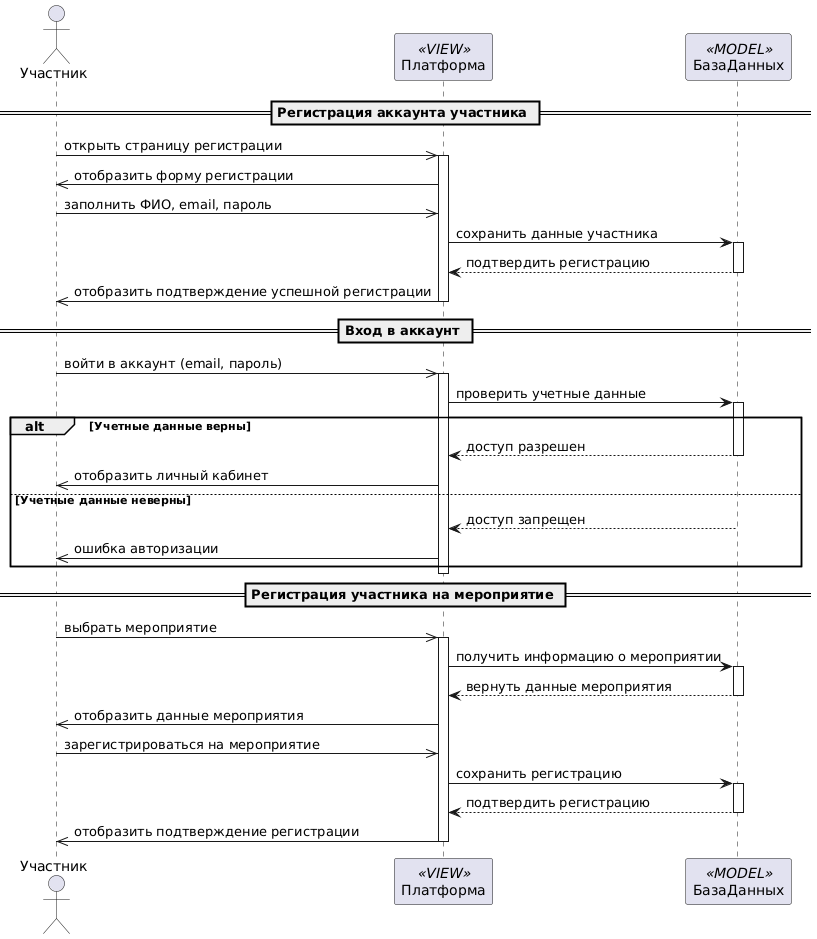 «VIEW»
«MODEL»
Участник
Платформа
БазаДанных
Регистрация аккаунта участника
открыть страницу регистрации
отобразить форму регистрации
заполнить ФИО, email, пароль
сохранить данные участника
подтвердить регистрацию
отобразить подтверждение успешной регистрации
Вход в аккаунт
войти в аккаунт (email, пароль)
проверить учетные данные
alt
[Учетные данные верны]
доступ разрешен
отобразить личный кабинет
[Учетные данные неверны]
доступ запрещен
ошибка авторизации
Регистрация участника на мероприятие
выбрать мероприятие
получить информацию о мероприятии
вернуть данные мероприятия
отобразить данные мероприятия
зарегистрироваться на мероприятие
сохранить регистрацию
подтвердить регистрацию
отобразить подтверждение регистрации
Участник
«VIEW»
«MODEL»
Платформа
БазаДанных